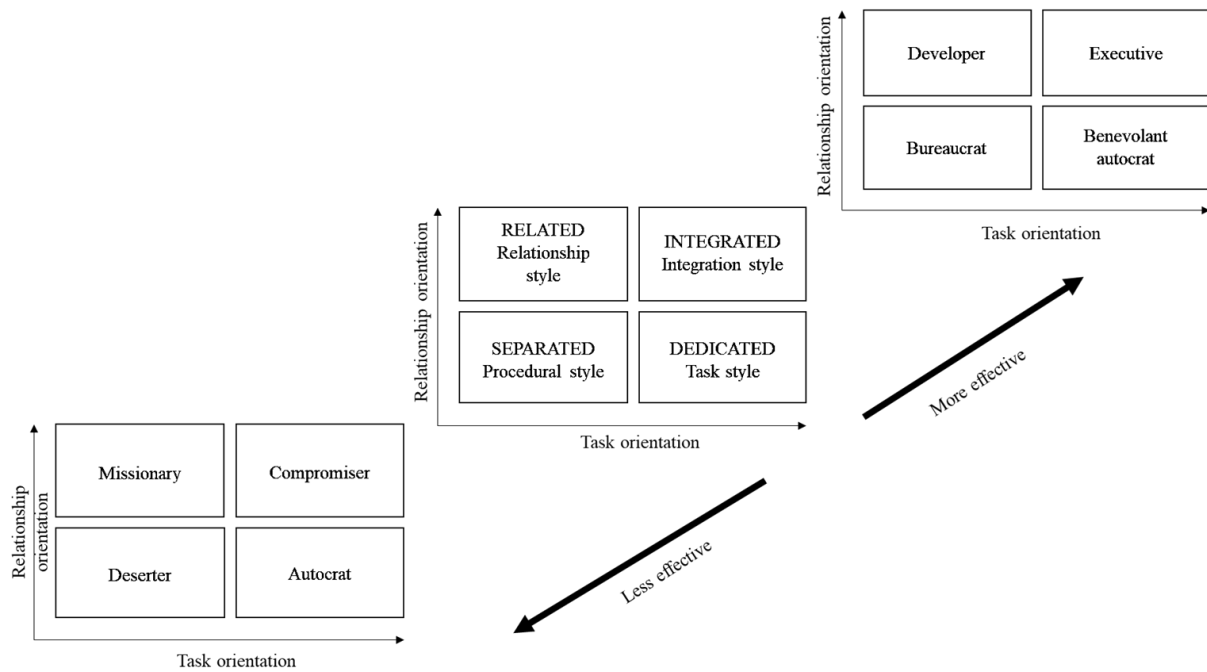 Relationship orientation
Developer
Executive
Bureaucrat
Benevolant
autocrat
Task orientation
Relationship orientation
RELATED
Relationship
style
INTEGRATED
Integration style
SEPARATED
Procedural style
DEDICATED
Task style
Task orientation
More effective
Less effective
Relationship
orientation
Missionary
Compromiser
Deserter
Autocrat
Task orientation